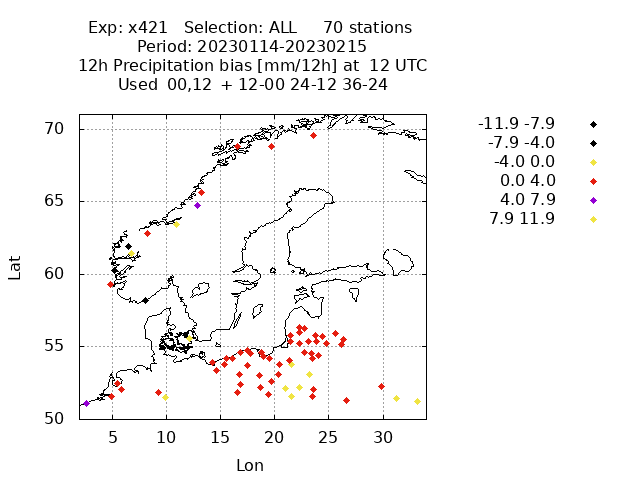 Exp: x421   Selection: ALL     70 stations
Period: 20230114-20230215
12h Precipitation bias [mm/12h] at  12 UTC
Used  00,12  + 12-00 24-12 36-24
-11.9 -7.9
-7.9 -4.0
-4.0 0.0
0.0 4.0
4.0 7.9
7.9 11.9
70
65
60
55
50
Lat
5 10 15 20 25 30
Lon